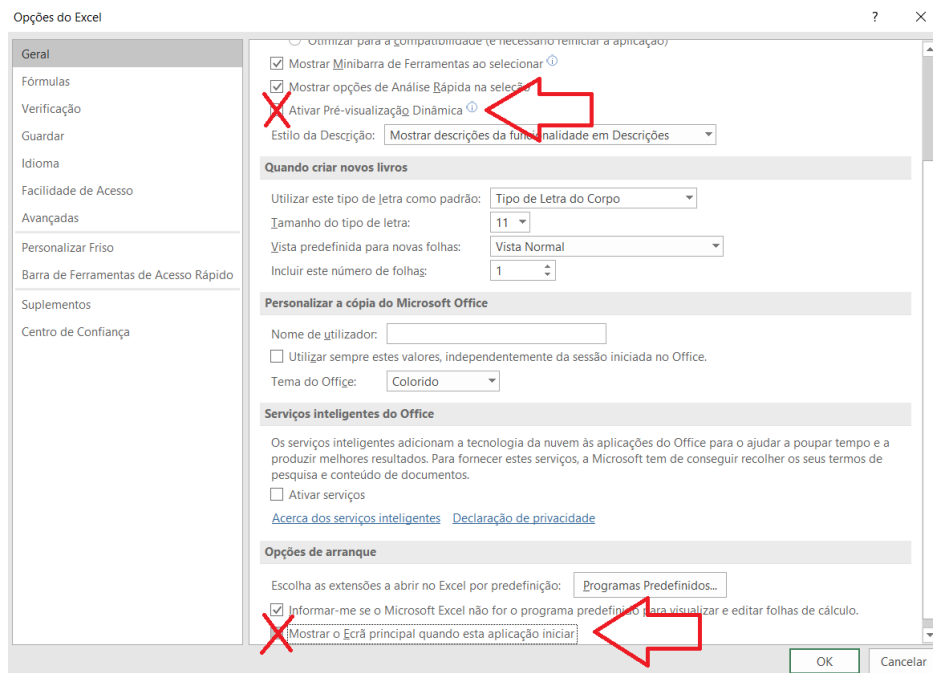 Opções do Excel
Geral
Fórmulas
Verificação
Guardar
Idioma
Facilidade de Acesso
Avançadas
Personalizar Friso
Barra de Ferramentas de Acesso Rápido
Suplementos
Centro de Confiança
Otimizar para a compatibilidade (é necessário reiniciar a aplicação)
Mostrar Minibarra de Ferramentas ao selecionar
Mostrar opções de Análise Rápida na seleção
Ativar Pré-visualização Dinâmica
Estilo da Descrição: Mostrar descrições da funcionalidade em Descrições
Quando criar novos livros
Utilizar este tipo de letra como padrão: Tipo de Letra do Corpo
Tamanho do tipo de letra: 11
Vista predefinida para novas folhas: Vista Normal
Incluir este número de folhas: 1
Personalizar a cópia do Microsoft Office
Nome de utilizador:
Utilizar sempre estes valores, independentemente da sessão iniciada no Office.
Tema do Office: Colorido
Serviços inteligentes do Office
Os serviços inteligentes adicionam a tecnologia da nuvem às aplicações do Office para o ajudar a poupar tempo e a
produzir melhores resultados. Para fornecer estes serviços, a Microsoft tem de conseguir recolher os seus termos de
pesquisa e conteúdo de documentos.
Ativar serviços
Acerca dos serviços inteligentes Declaração de privacidade
Opções de arranque
Escolha as extensões a abrir no Excel por predefinição: Programas Predefinidos...
Informar-me se o Microsoft Excel não for o programa predefinido para visualizar e editar folhas de cálculo.
Mostrar o Ecrã principal quando esta aplicação iniciar
OK Cancelar